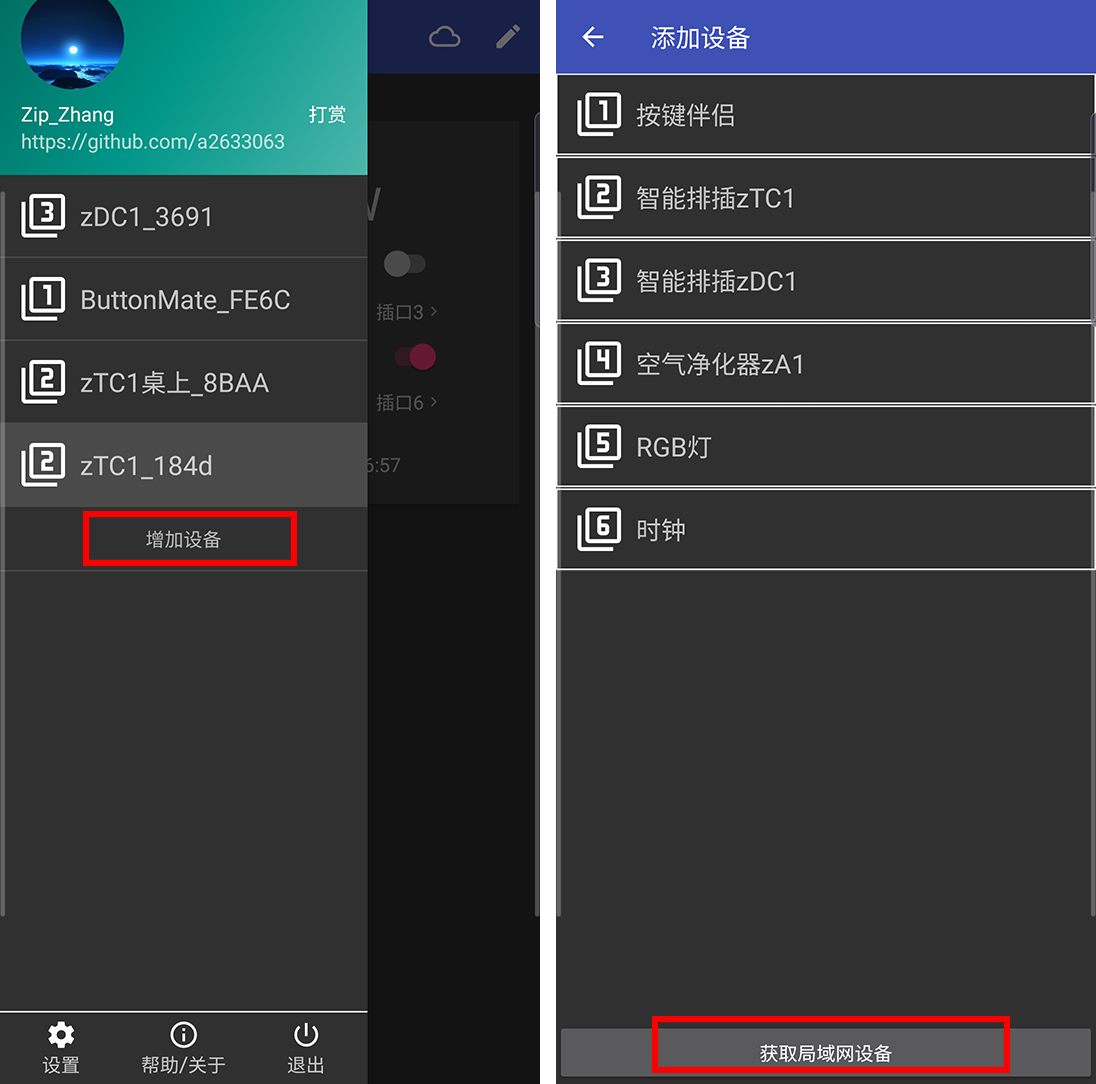 Zip_Zhang
打赏
https://github.com/a2633063
3 zDC1_3691
1 ButtonMate_FE6C
2 zTC1桌上_8BAA
2 zTC1_184d
增加设备
设置
帮助/关于
退出
W
插口3 >
插口6 >
6:57
添加设备
1 按键伴侣
2 智能排插zTC1
3 智能排插zDC1
4 空气净化器zA1
5 RGB灯
6 时钟
获取局域网设备